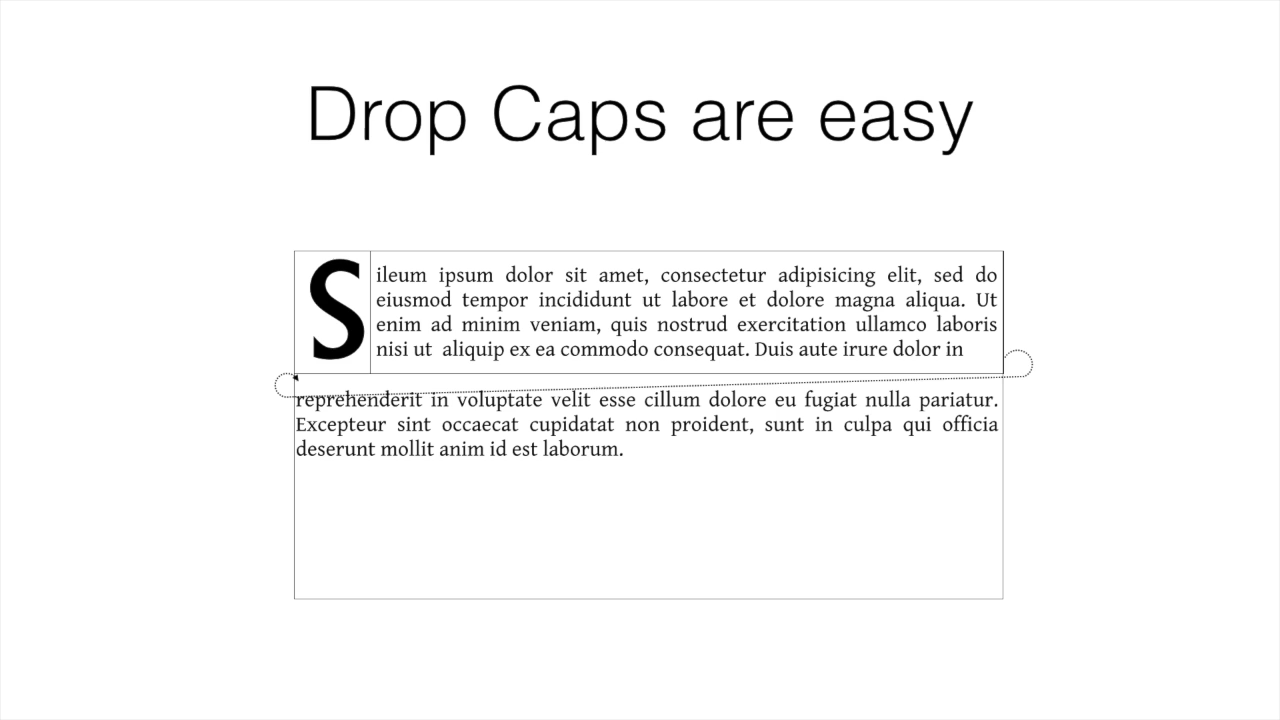 Drop Caps are easy
Sileum ipsum dolor sit amet, consectetur adipisicing elit, sed do
eiusmod tempor incididunt ut labore et dolore magna aliqua. Ut
enim ad minim veniam, quis nostrud exercitation ullamco laboris
nisi ut aliquip ex ea commodo consequat. Duis aute irure dolor in
reprehenderit in voluptate velit esse cillum dolore eu fugiat nulla pariatur.
Excepteur sint occaecat cupidatat non proident, sunt in culpa qui officia
deserunt mollit anim id est laborum.